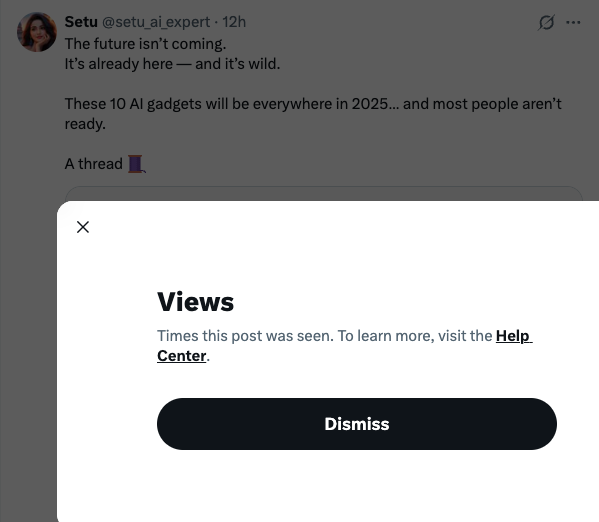 Setu @setu_ai_expert · 12h
The future isn’t coming.
It’s already here — and it’s wild.
These 10 AI gadgets will be everywhere in 2025... and most people aren’t
ready.
A thread 🧵
Views
Times this post was seen. To learn more, visit the Help
Center.
Dismiss